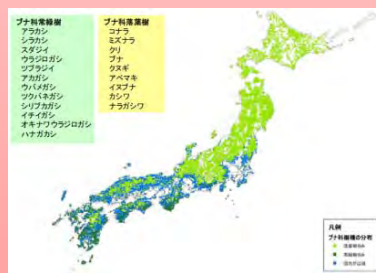 ブナ科常緑樹
アラカシ
シラカシ
スダジイ
ウラジロガシ
ツブラジイ
アカガシ
ウバメガシ
ツクバネガシ
シリブカガシ
イチイガシ
オキナワウラジロガシ
ハナガガシ
ブナ科落葉樹
コナラ
ミズナラ
クリ
ブナ
クヌギ
アベマキ
イヌブナ
カシワ
ナラガシワ
凡例
ブナ科樹種の分布